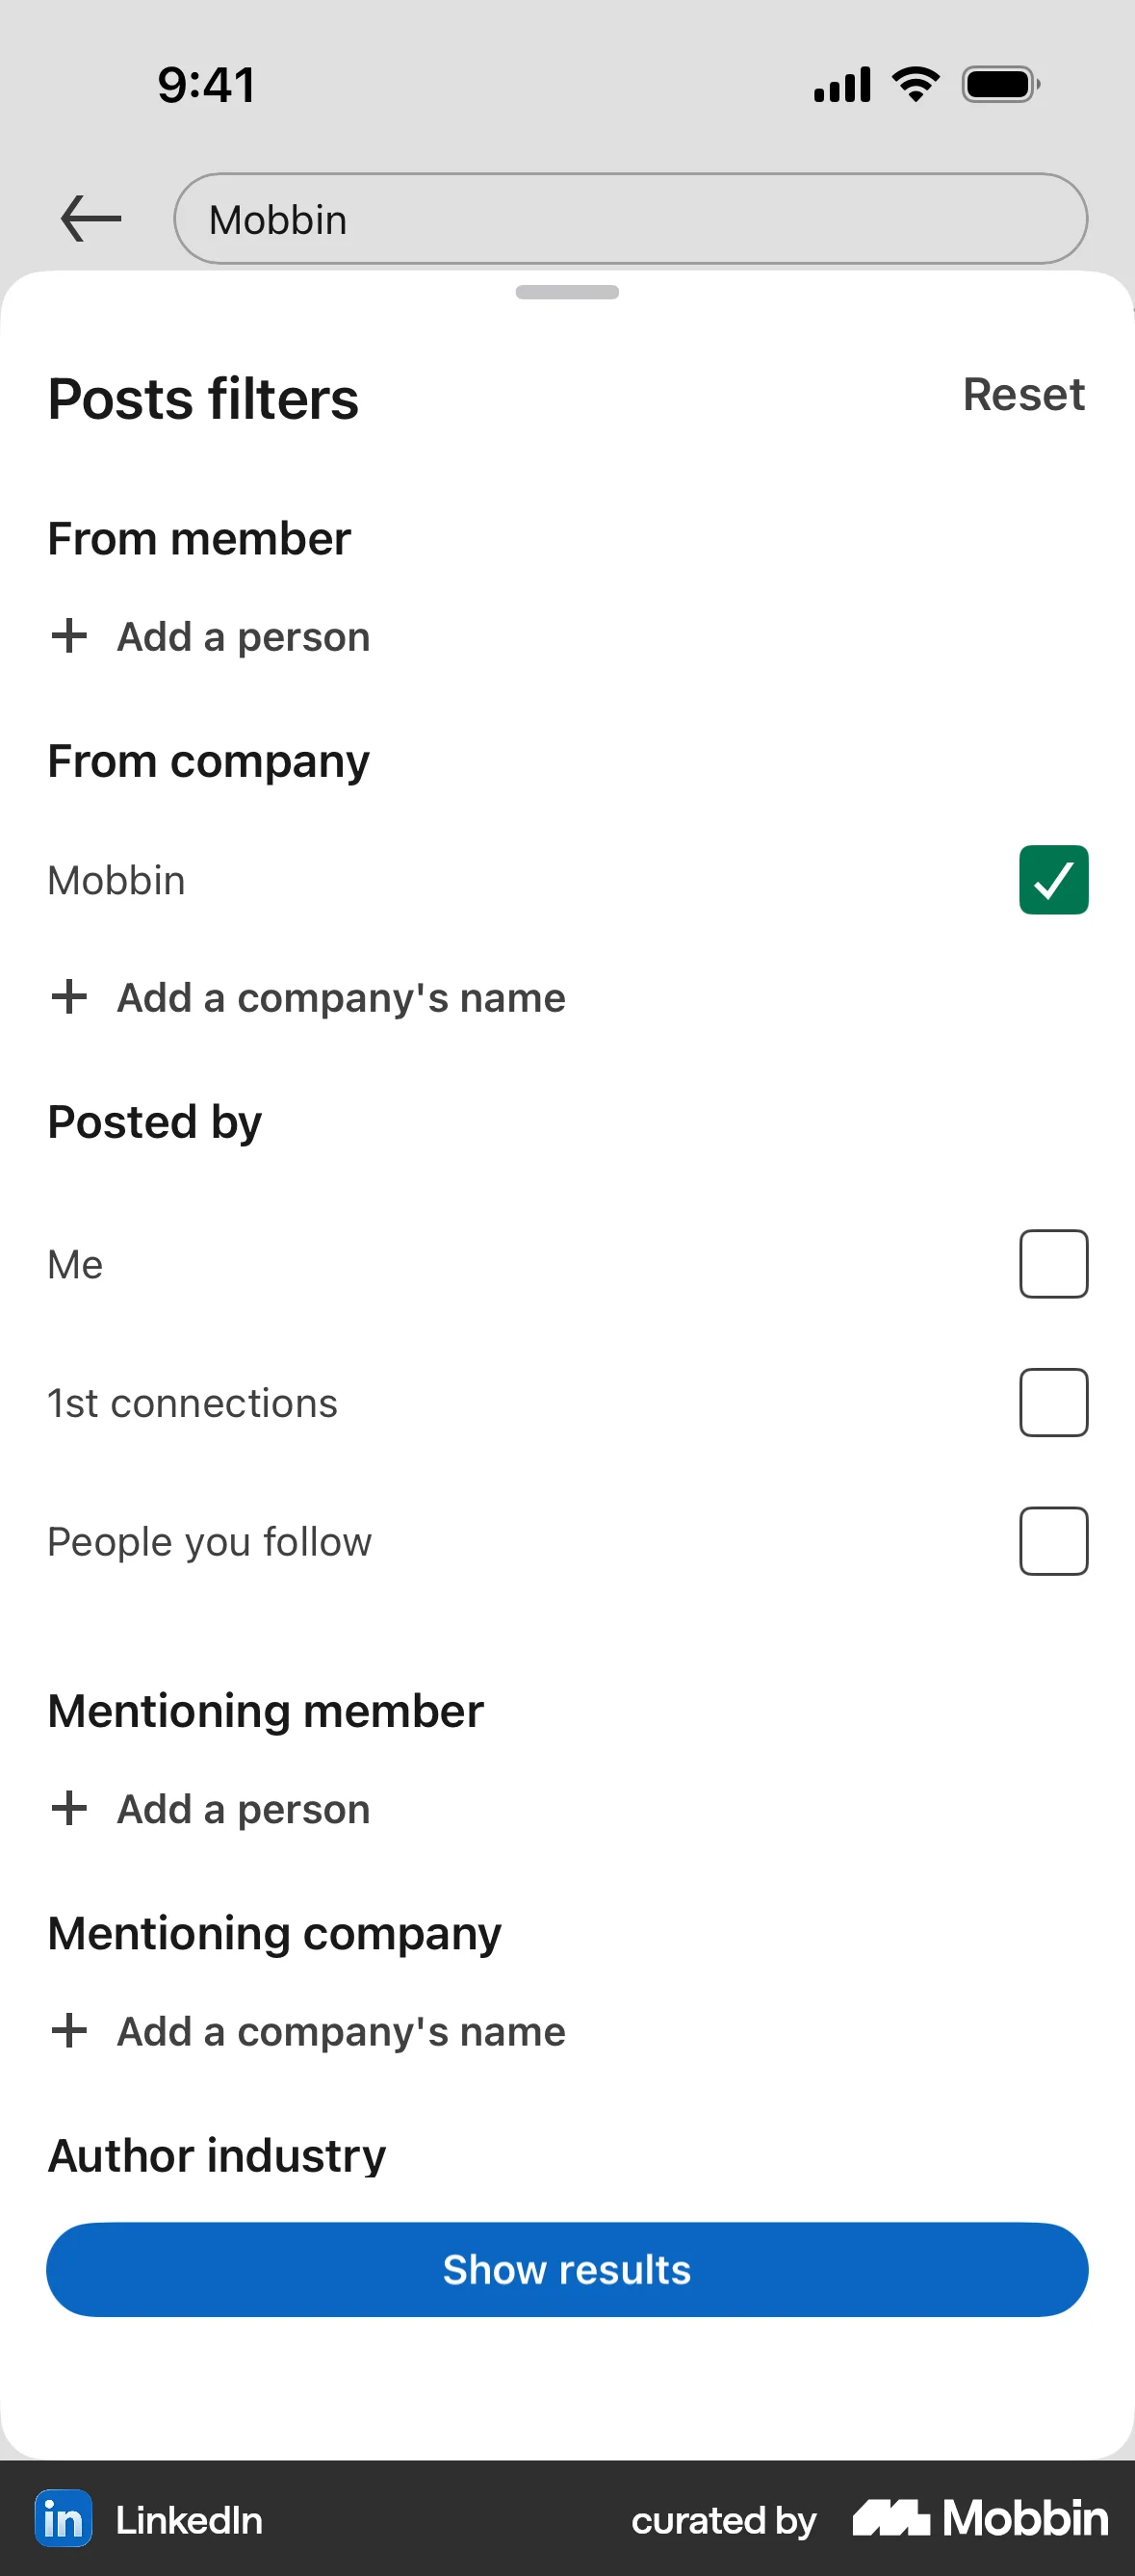 9:41
Mobbin
Posts filters
Reset
From member
+ Add a person
From company
Mobbin
+ Add a company's name
Posted by
Me
1st connections
People you follow
Mentioning member
+ Add a person
Mentioning company
+ Add a company's name
Author industry
Show results
in LinkedIn
curated by Mobbin